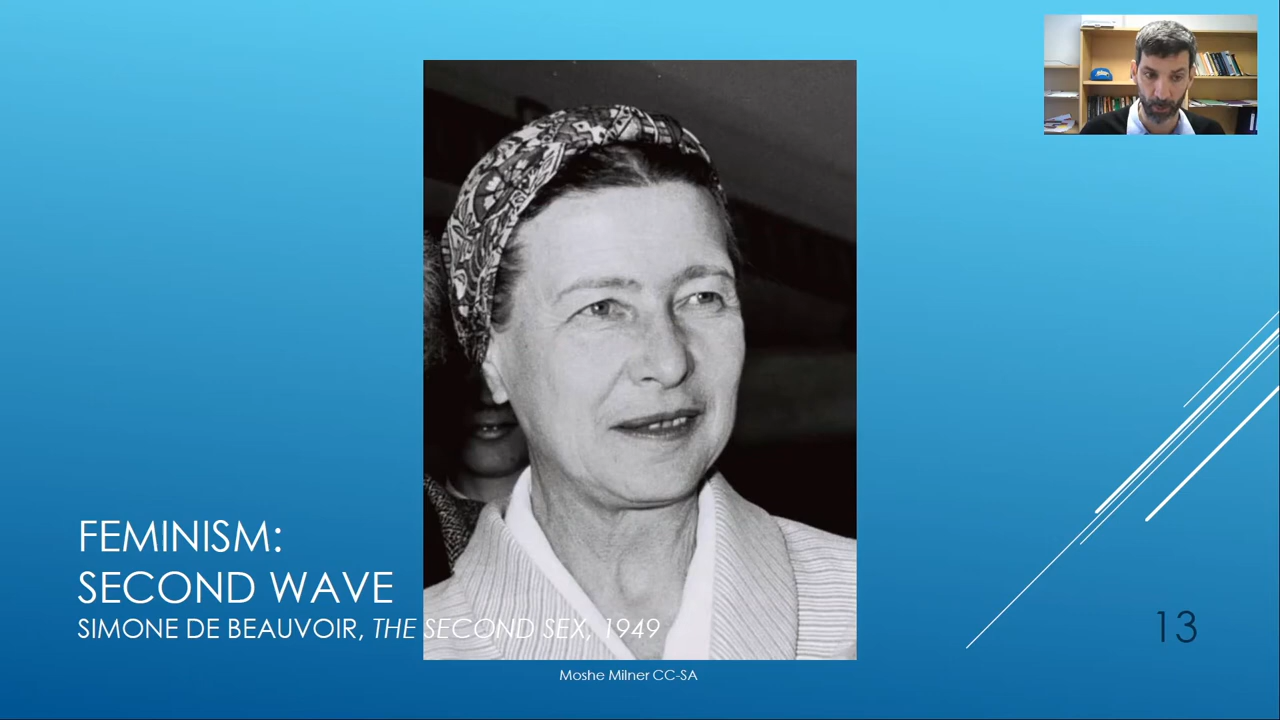 FEMINISM:
SECOND WAVE
SIMONE DE BEAUVOIR, THE SECOND SEX, 1949
13
Moshe Milner CC-SA